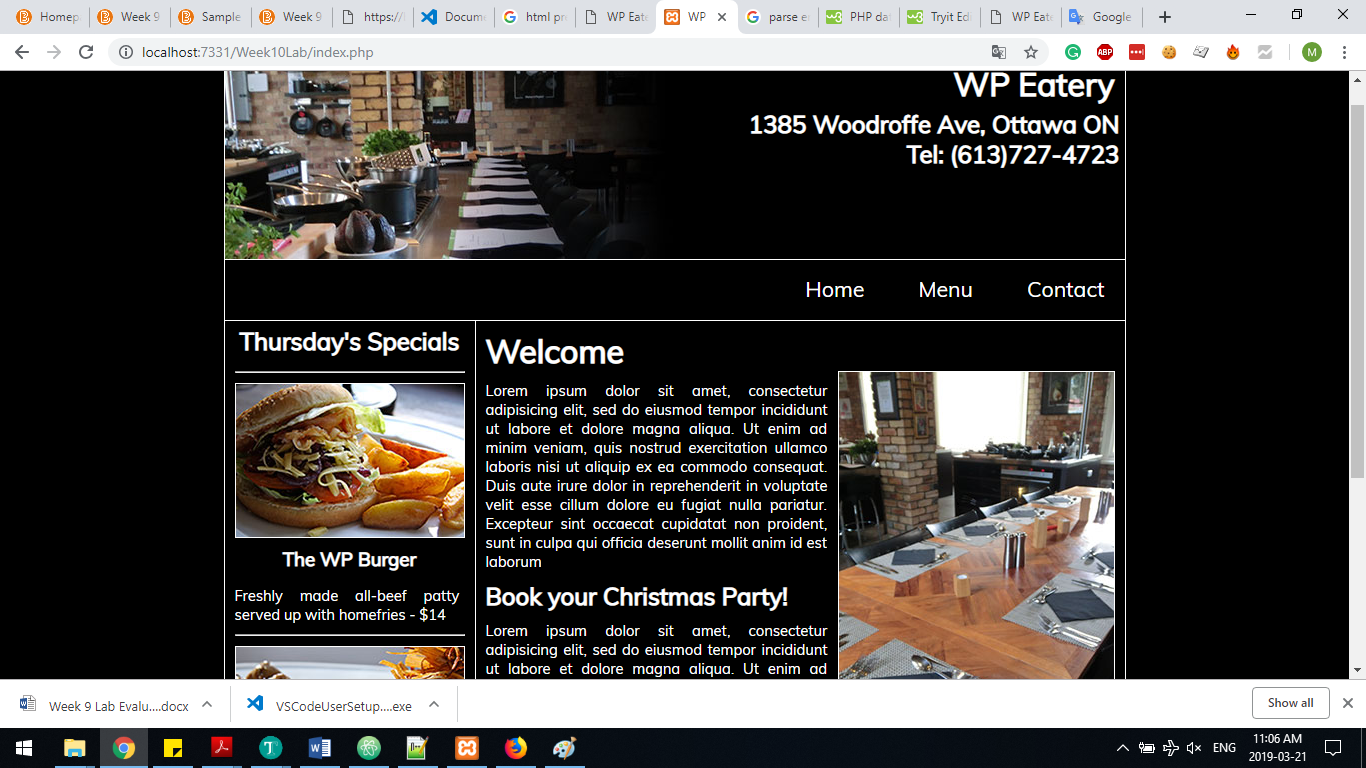 Homep
Week 9
Sample
Week 9
https://
Docume
html pr
WP Eate
WP
parse e
PHP da
Tryit Ed
WP Eate
Google
localhost:7331/Week10Lab/index.php
ABP
M
WP Eatery
1385 Woodroffe Ave, Ottawa ON
Tel: (613)727-4723
Home
Menu
Contact
Thursday's Specials
The WP Burger
Freshly made all-beef patty
served up with homefries - $14
Welcome
Lorem ipsum dolor sit amet, consectetur
adipisicing elit, sed do eiusmod tempor incididunt
ut labore et dolore magna aliqua. Ut enim ad
minim veniam, quis nostrud exercitation ullamco
laboris nisi ut aliquip ex ea commodo consequat.
Duis aute irure dolor in reprehenderit in voluptate
velit esse cillum dolore eu fugiat nulla pariatur.
Excepteur sint occaecat cupidatat non proident,
sunt in culpa qui officia deserunt mollit anim id est
laborum
Book your Christmas Party!
Lorem ipsum dolor sit amet, consectetur
adipisicing elit, sed do eiusmod tempor incididunt
ut labore et dolore magna aliqua. Ut enim ad
Week 9 Lab Evalu....docx
VSCodeUserSetup....exe
Show all
ENG
11:06 AM
2019-03-21